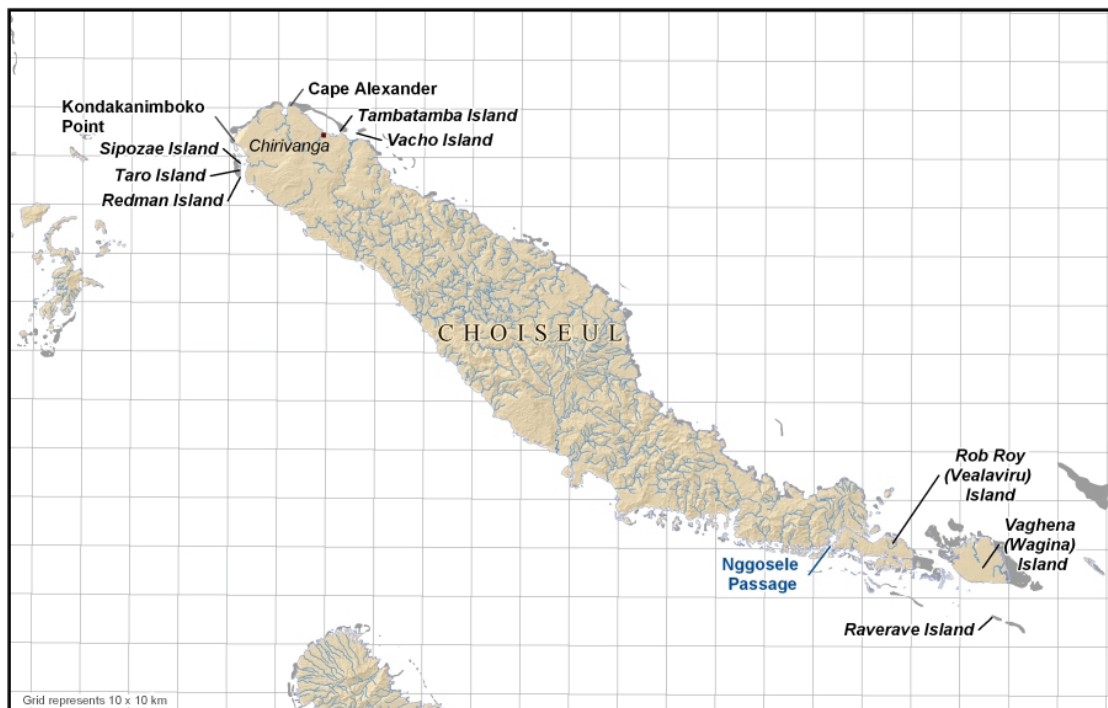 Cape Alexander
Kondakanimboko
Point
Tambatamba Island
Chirivanga
Vacho Island
Sipozae Island
Taro Island
Redman Island
CHOISEUL
Rob Roy
(Vealaviru)
Island
Vaghena
(Wagina)
Island
Nggosele
Passage
Raverave Island
Grid represents 10 x 10 km